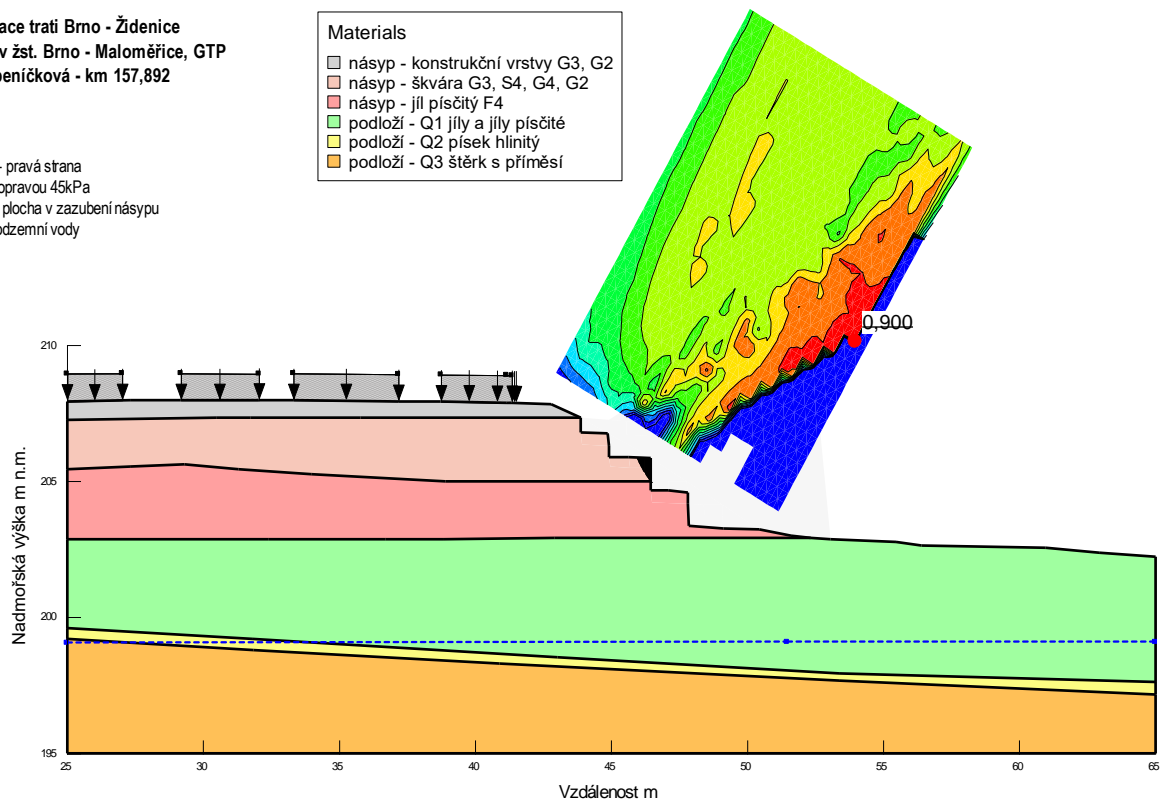 ace trati Brno - Židenice
v žst. Brno - Maloměřice, GTP
peníčková - km 157,892
- pravá strana
opravou 45kPa
plocha v zazubení násypu
odzemní vody
Materials
násyp - konstrukční vrstvy G3, G2
násyp - škvára G3, S4, G4, G2
násyp - jíl písčitý F4
podloží - Q1 jíly a jíly písčité
podloží - Q2 písek hlinitý
podloží - Q3 štěrk s příměsí
0,900
210
205
200
195
Nadmořská výška m n.m.
25 30 35 40 45 50 55 60 65
Vzdálenost m